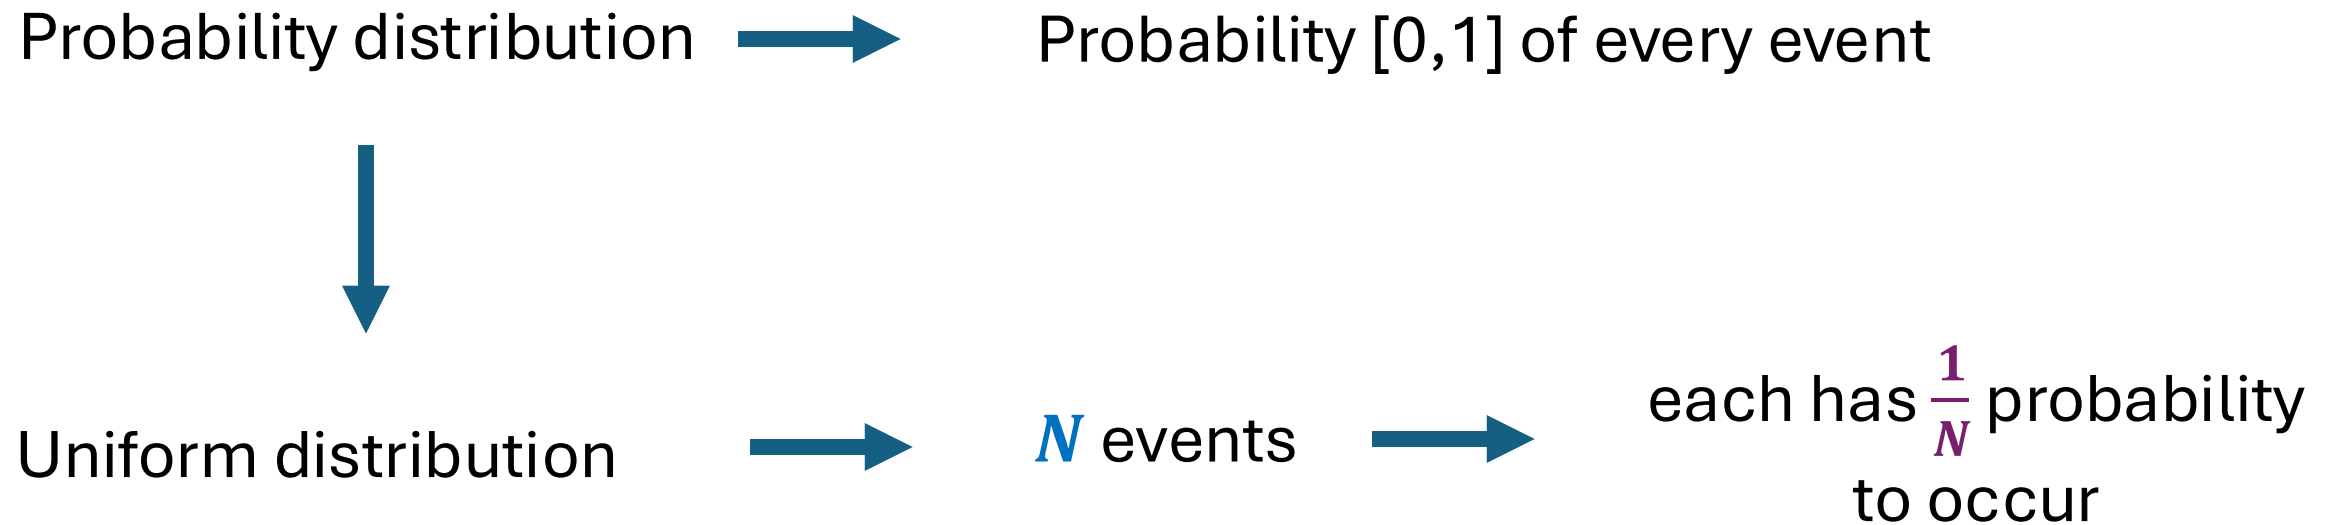 Probability distribution
Probability [0,1] of every event
Uniform distribution
N events
each has 1/N probability
to occur